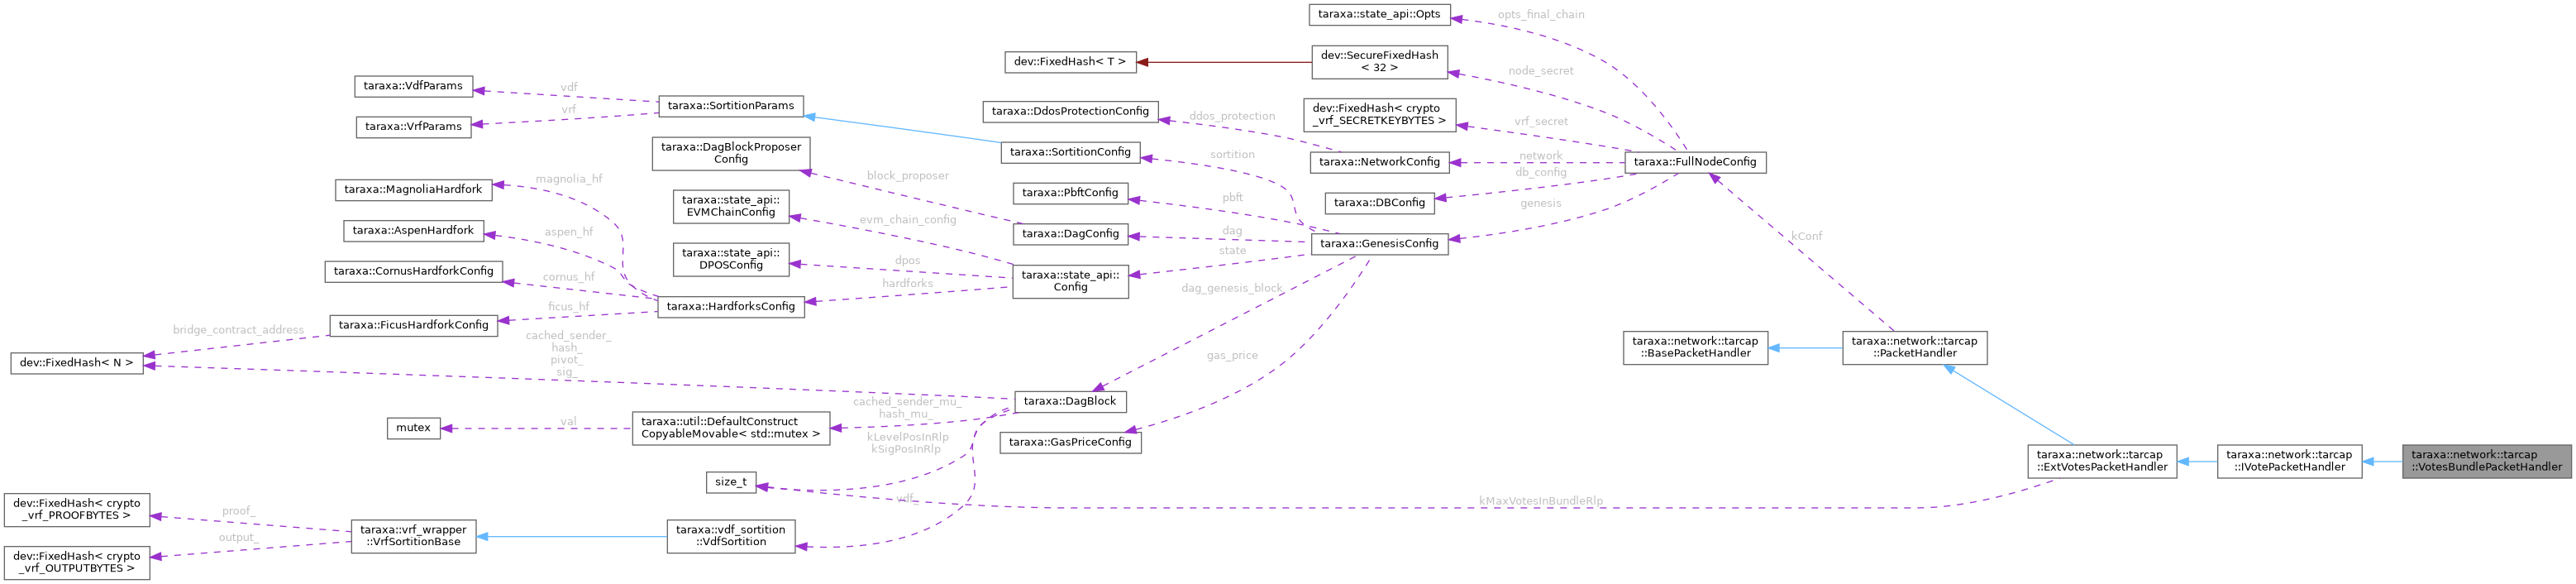 taraxa::state_api::Opts
opts_final_chain
dev::FixedHash< T >
dev::SecureFixedHash
< 32 >
node_secret
taraxa::VdfParams
vdf
taraxa::SortitionParams
vrf
taraxa::VrfParams
taraxa::DdosProtectionConfig
ddos_protection
dev::FixedHash< crypto
_vrf_SECRETKEYBYTES >
vrf_secret
taraxa::DagBlockProposer
Config
taraxa::SortitionConfig
sortition
taraxa::NetworkConfig
network
taraxa::FullNodeConfig
db_config
taraxa::DBConfig
genesis
taraxa::MagnoliaHardfork
magnolia_hf
block_proposer
taraxa::PbftConfig
pbft
taraxa::state_api::
EVMChainConfig
evm_chain_config
taraxa::AspenHardfork
aspen_hf
taraxa::DagConfig
dag
taraxa::GenesisConfig
state
kConf
taraxa::state_api::
DPOSConfig
dpos
taraxa::CornusHardforkConfig
cornus_hf
taraxa::state_api::
Config
hardforks
dag_genesis_block
taraxa::HardforksConfig
ficus_hf
taraxa::FicusHardforkConfig
bridge_contract_address
dev::FixedHash< N >
cached_sender_
hash_
pivot_
sig_
gas_price
taraxa::network::tarcap
::BasePacketHandler
taraxa::network::tarcap
::PacketHandler
taraxa::DagBlock
cached_sender_mu_
hash_mu_
taraxa::util::DefaultConstruct
CopyableMovable< std::mutex >
val
mutex
kLevelPosInRlp
kSigPosInRlp
taraxa::GasPriceConfig
taraxa::network::tarcap
::ExtVotesPacketHandler
taraxa::network::tarcap
::IVotePacketHandler
taraxa::network::tarcap
::VotesBundlePacketHandler
size_t
vdf_
kMaxVotesInBundleRlp
dev::FixedHash< crypto
_vrf_PROOFBYTES >
proof_
taraxa::vrf_wrapper
::VrfSortitionBase
taraxa::vdf_sortition
::VdfSortition
output_
dev::FixedHash< crypto
_vrf_OUTPUTBYTES >